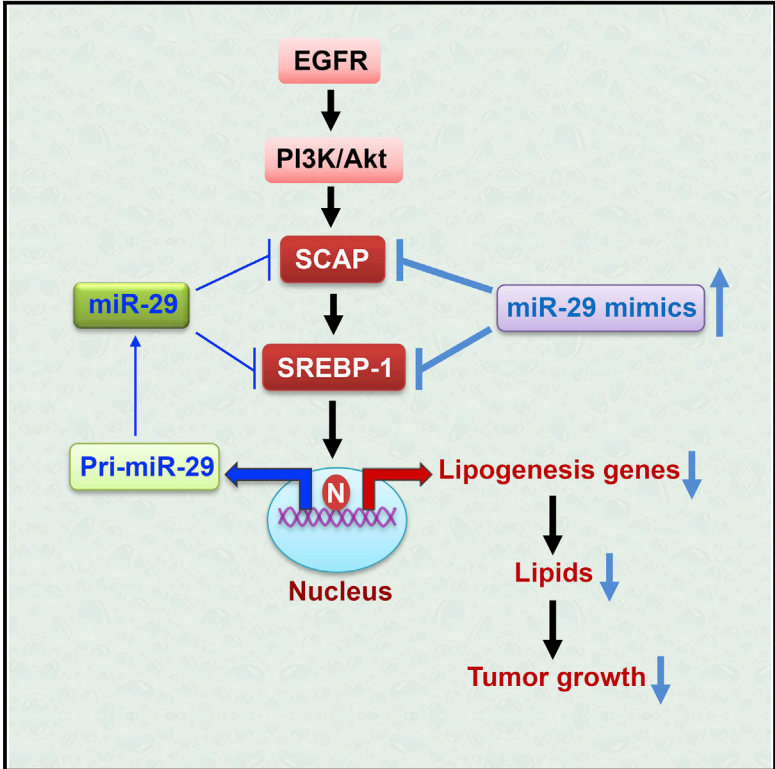 EGFR
PI3K/Akt
SCAP
miR-29
miR-29 mimics
SREBP-1
Pri-miR-29
N
Lipogenesis genes
Nucleus
Lipids
Tumor growth